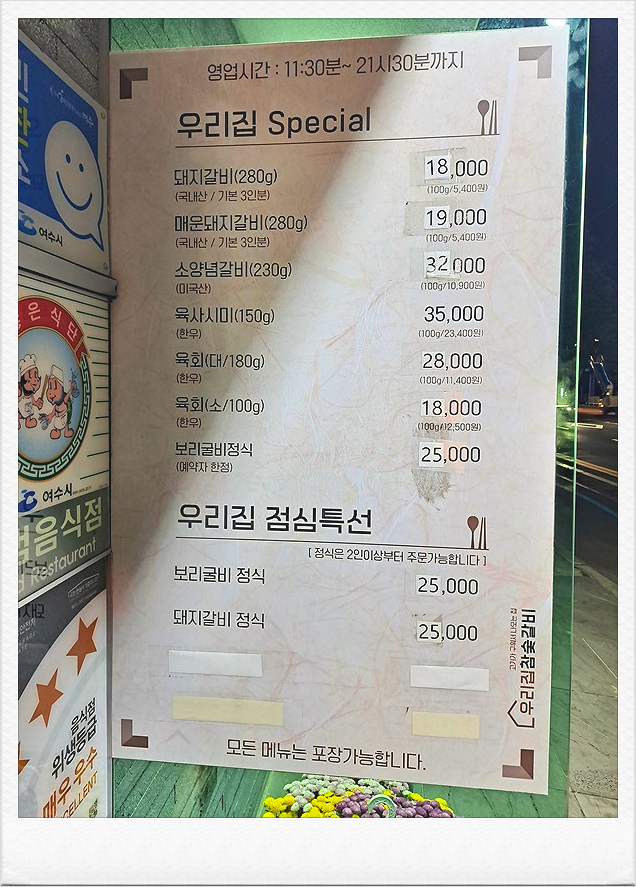 영업시간 : 11:30분~ 21시30분까지
우리집 Special
돼지갈비(280g) 18,000
(국내산 / 기본 3인분) (100g/5,400원)
매운돼지갈비(280g) 19,000
(국내산 / 기본 3인분) (100g/5,400원)
소양념갈비(230g) 32,000
(미국산) (100g/10,900원)
육사시미(150g) 35,000
(한우) (100g/23,400원)
육회(대/180g) 28,000
(한우) (100g/11,400원)
육회(소/100g) 18,000
(한우) (100g/12,500원)
보리굴비정식 25,000
(예약자 한정)
우리집 점심특선
[ 정식은 2인이상부터 주문가능합니다 ]
보리굴비 정식 25,000
돼지갈비 정식 25,000
우리집참숯갈비
모든 메뉴는 포장가능합니다.
여수시
은식단
여수시
음식점
Restaurant
음식점
위생등급
매우 우수